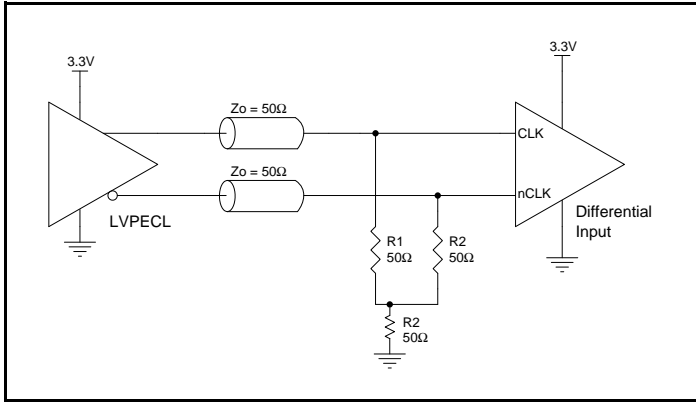 3.3V
3.3V
Zo = 50Ω
CLK
Zo = 50Ω
nCLK
LVPECL
Differential
Input
R1
50Ω
R2
50Ω
R2
50Ω